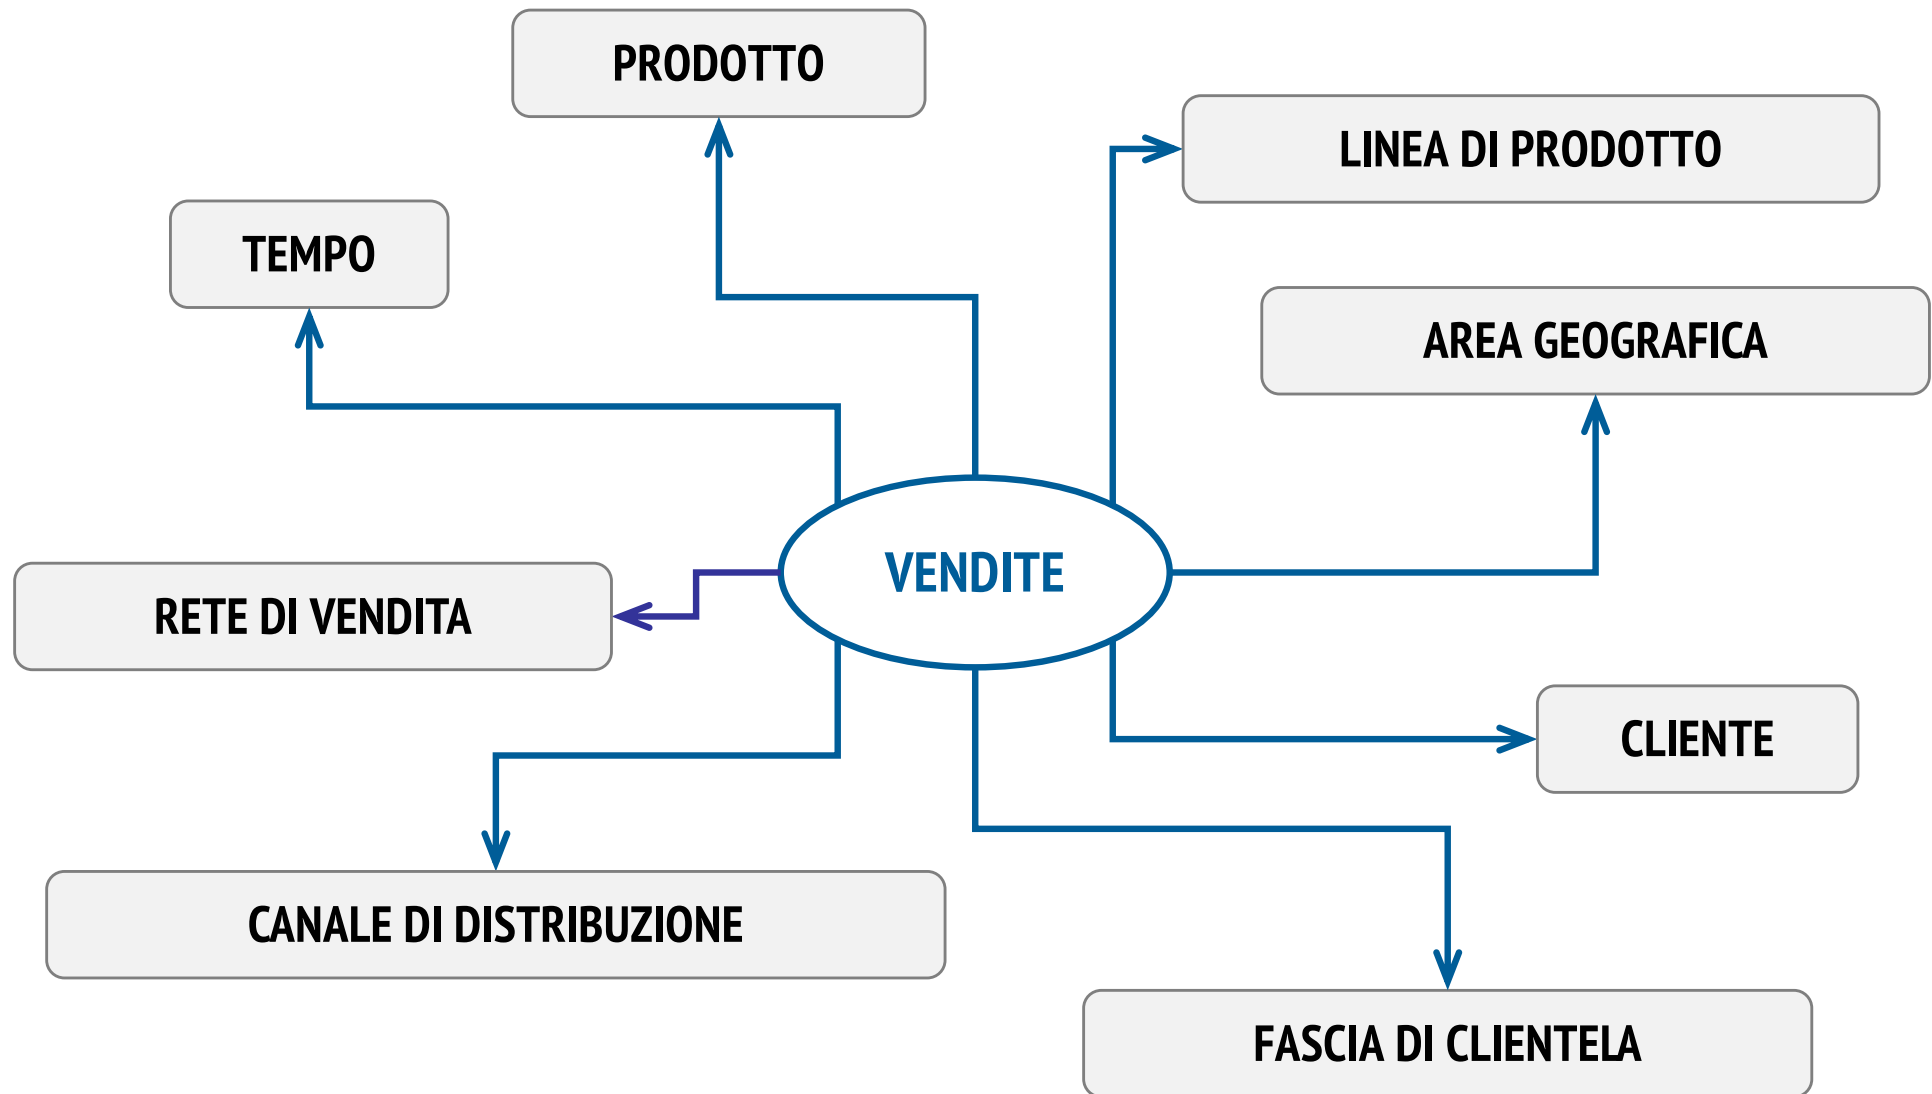 PRODOTTO
LINEA DI PRODOTTO
TEMPO
AREA GEOGRAFICA
VENDITE
RETE DI VENDITA
CLIENTE
CANALE DI DISTRIBUZIONE
FASCIA DI CLIENTELA